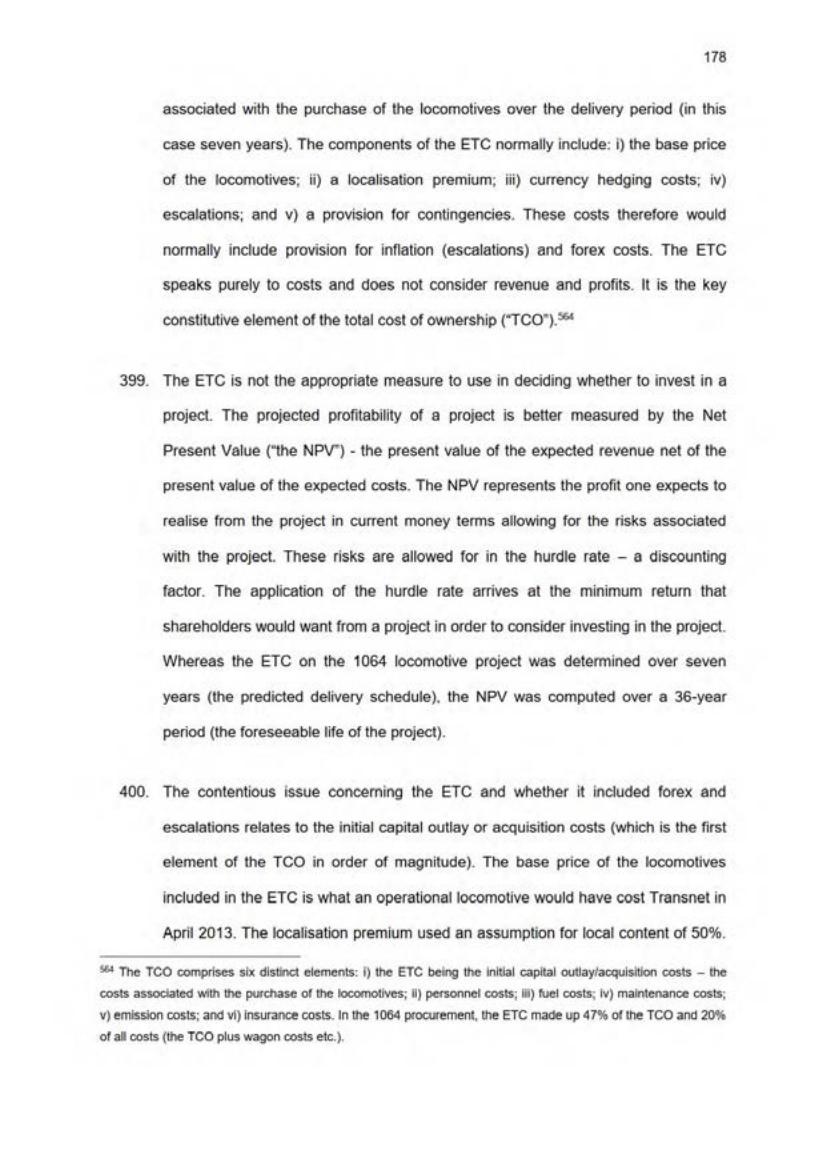 178
associated with the purchase of the locomotives over the delivery period (in this
case seven years). The components of the ETC normally include: i) the base price
of the locomotives; ii) a localisation premium; iii) currency hedging costs; iv)
escalations; and v) a provision for contingencies. These costs therefore would
normally include provision for inflation (escalations) and forex costs. The ETC
speaks purely to costs and does not consider revenue and profits. It is the key
constitutive element of the total cost of ownership (“TCO”).564
399. The ETC is not the appropriate measure to use in deciding whether to invest in a
project. The projected profitability of a project is better measured by the Net
Present Value (“the NPV”) - the present value of the expected revenue net of the
present value of the expected costs. The NPV represents the profit one expects to
realise from the project in current money terms allowing for the risks associated
with the project. These risks are allowed for in the hurdle rate – a discounting
factor. The application of the hurdle rate arrives at the minimum return that
shareholders would want from a project in order to consider investing in the project.
Whereas the ETC on the 1064 locomotive project was determined over seven
years (the predicted delivery schedule), the NPV was computed over a 36-year
period (the foreseeable life of the project).
400. The contentious issue concerning the ETC and whether it included forex and
escalations relates to the initial capital outlay or acquisition costs (which is the first
element of the TCO in order of magnitude). The base price of the locomotives
included in the ETC is what an operational locomotive would have cost Transnet in
April 2013. The localisation premium used an assumption for local content of 50%.
564 The TCO comprises six distinct elements: i) the ETC being the initial capital outlay/acquisition costs – the
costs associated with the purchase of the locomotives; ii) personnel costs; iii) fuel costs; iv) maintenance costs;
v) emission costs; and vi) insurance costs. In the 1064 procurement, the ETC made up 47% of the TCO and 20%
of all costs (the TCO plus wagon costs etc.).